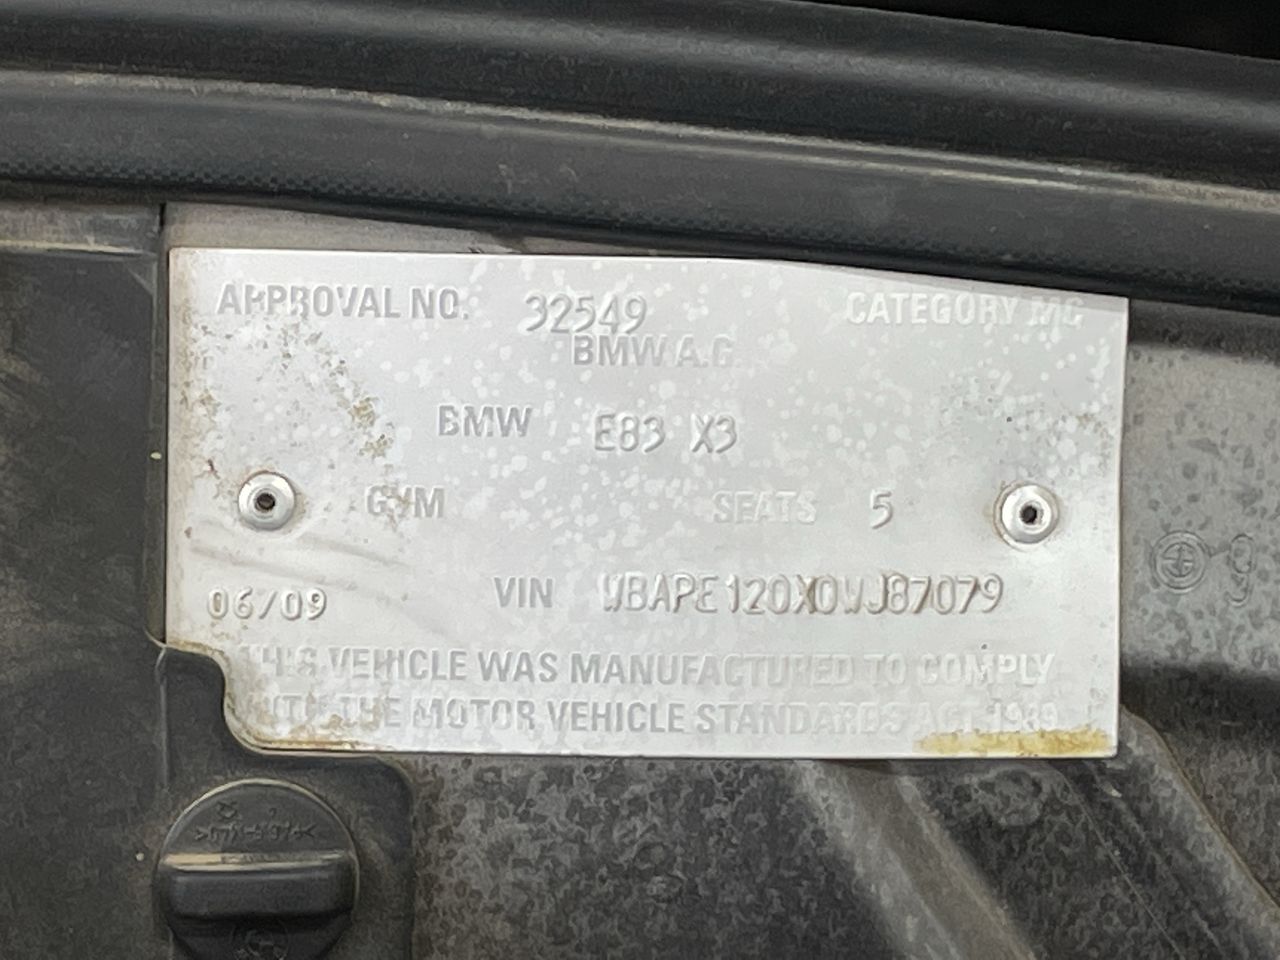 APPROVAL NO. 32549 CATEGORY MC
BMW A.G.
BMW E83 X3
GVM SEATS 5
06/09 VIN WBAPE120X0WJ87079
THIS VEHICLE WAS MANUFACTURED TO COMPLY
WITH THE MOTOR VEHICLE STANDARDS ACT 1989